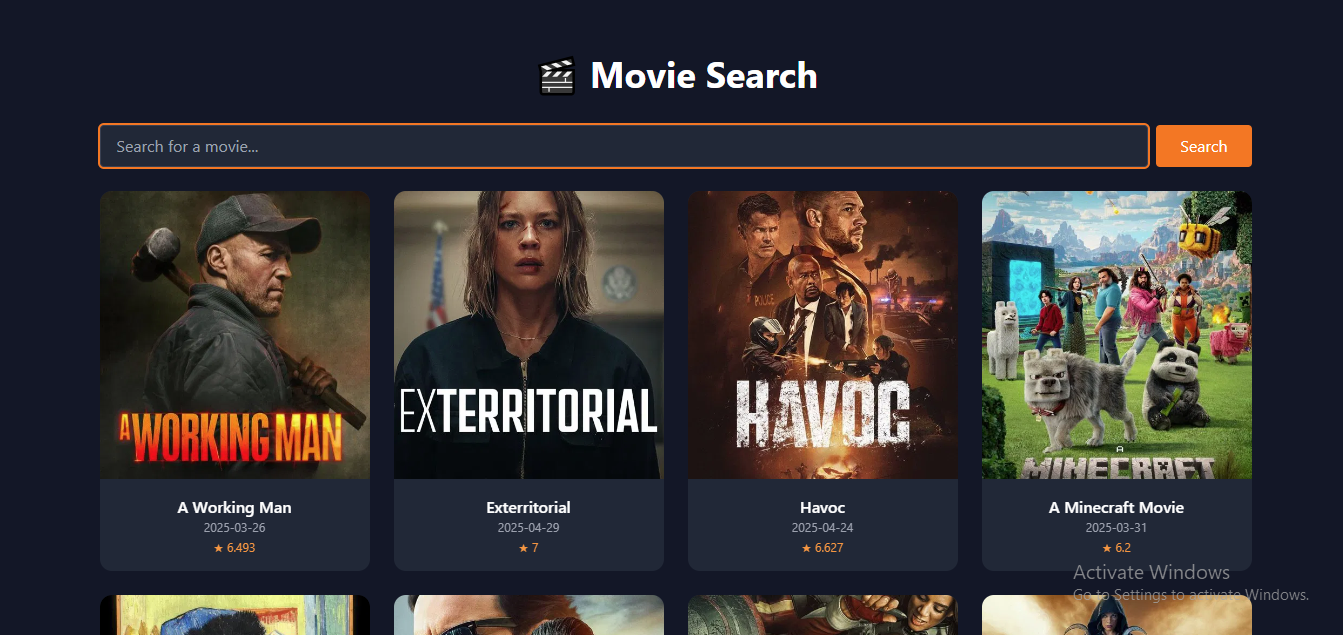 Movie Search
Search for a movie...
Search
A WORKING MAN
EXTERRITORIAL
POLICE
HAVOC
A
MINECRAFT
A Working Man
2025-03-26
★ 6.493
Exterritorial
2025-04-29
★ 7
Havoc
2025-04-24
★ 6.627
A Minecraft Movie
2025-03-31
★ 6.2
Activate Windows
Go to Settings to activate Windows.